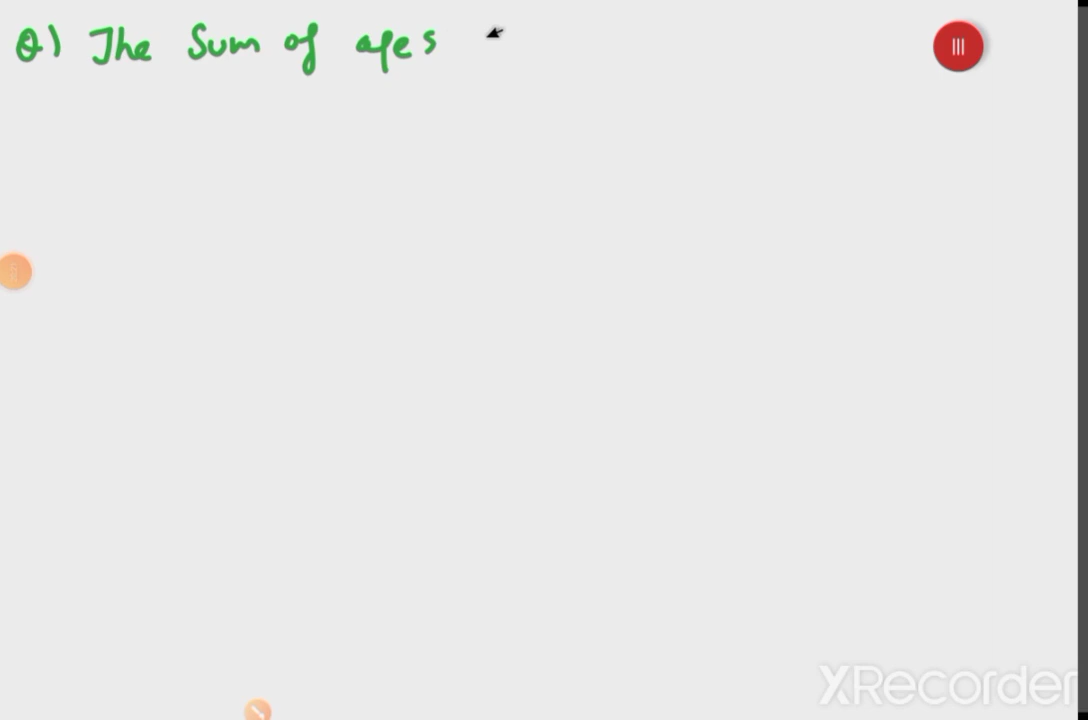 Q) The Sum of ages
XRecorder